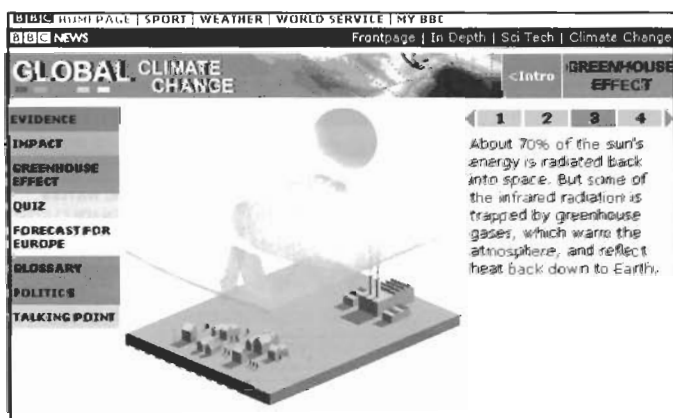 BBC HOMEPAGE | SPORT | WEATHER | WORLD SERVICE | MY BBC
BBC NEWS
Frontpage | In Depth | Sci Tech | Climate Change
GLOBAL CLIMATE CHANGE
<Intro
GREENHOUSE EFFECT
EVIDENCE
IMPACT
GREENHOUSE
EFFECT
QUIZ
FORECAST FOR
EUROPE
GLOSSARY
POLITICS
TALKING POINT
1 2 3 4
About 70% of the sun's
energy is radiated back
into space. But some of
the infrared radiation is
trapped by greenhouse
gases, which warm the
atmosphere, and reflect
heat back down to Earth.